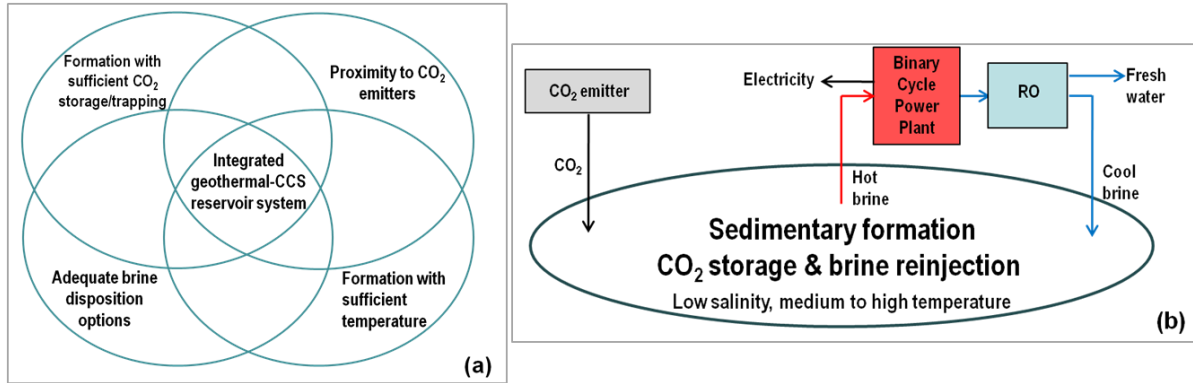 Formation with
sufficient CO₂
storage/trapping
Proximity to CO₂
emitters
Integrated
geothermal-CCS
reservoir system
Adequate brine
disposition
options
Formation with
sufficient
temperature
(a)
CO₂ emitter
CO₂
Electricity
Binary
Cycle
Power
Plant
RO
Fresh
water
Hot
brine
Cool
brine
Sedimentary formation
CO₂ storage & brine reinjection
Low salinity, medium to high temperature
(b)